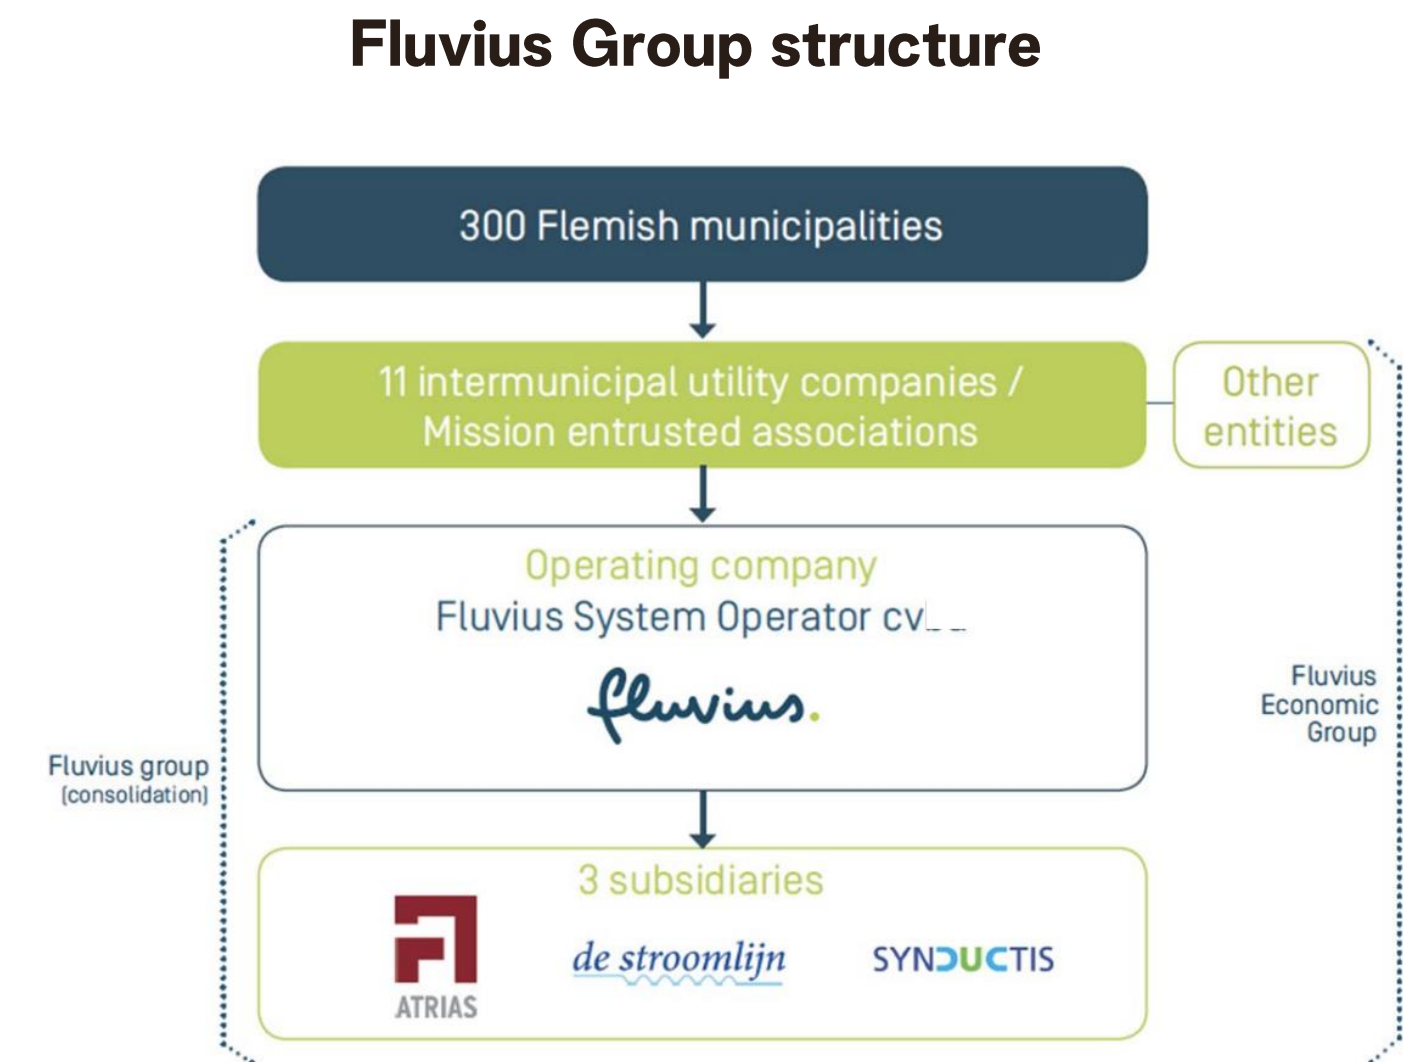 Fluvius Group structure
300 Flemish municipalities
11 intermunicipal utility companies /
Mission entrusted associations
Other
entities
Operating company
Fluvius System Operator
fluvius.
Fluvius
Economic
Group
Fluvius group
(consolidation)
3 subsidiaries
ATRIAS
de stroomlijn
SYNDUCTIS